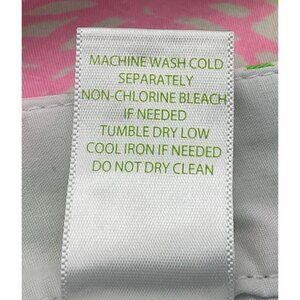 MACHINE WASH COLD
SEPARATELY
NON-CHLORINE BLEACH
IF NEEDED
TUMBLE DRY LOW
COOL IRON IF NEEDED
DO NOT DRY CLEAN